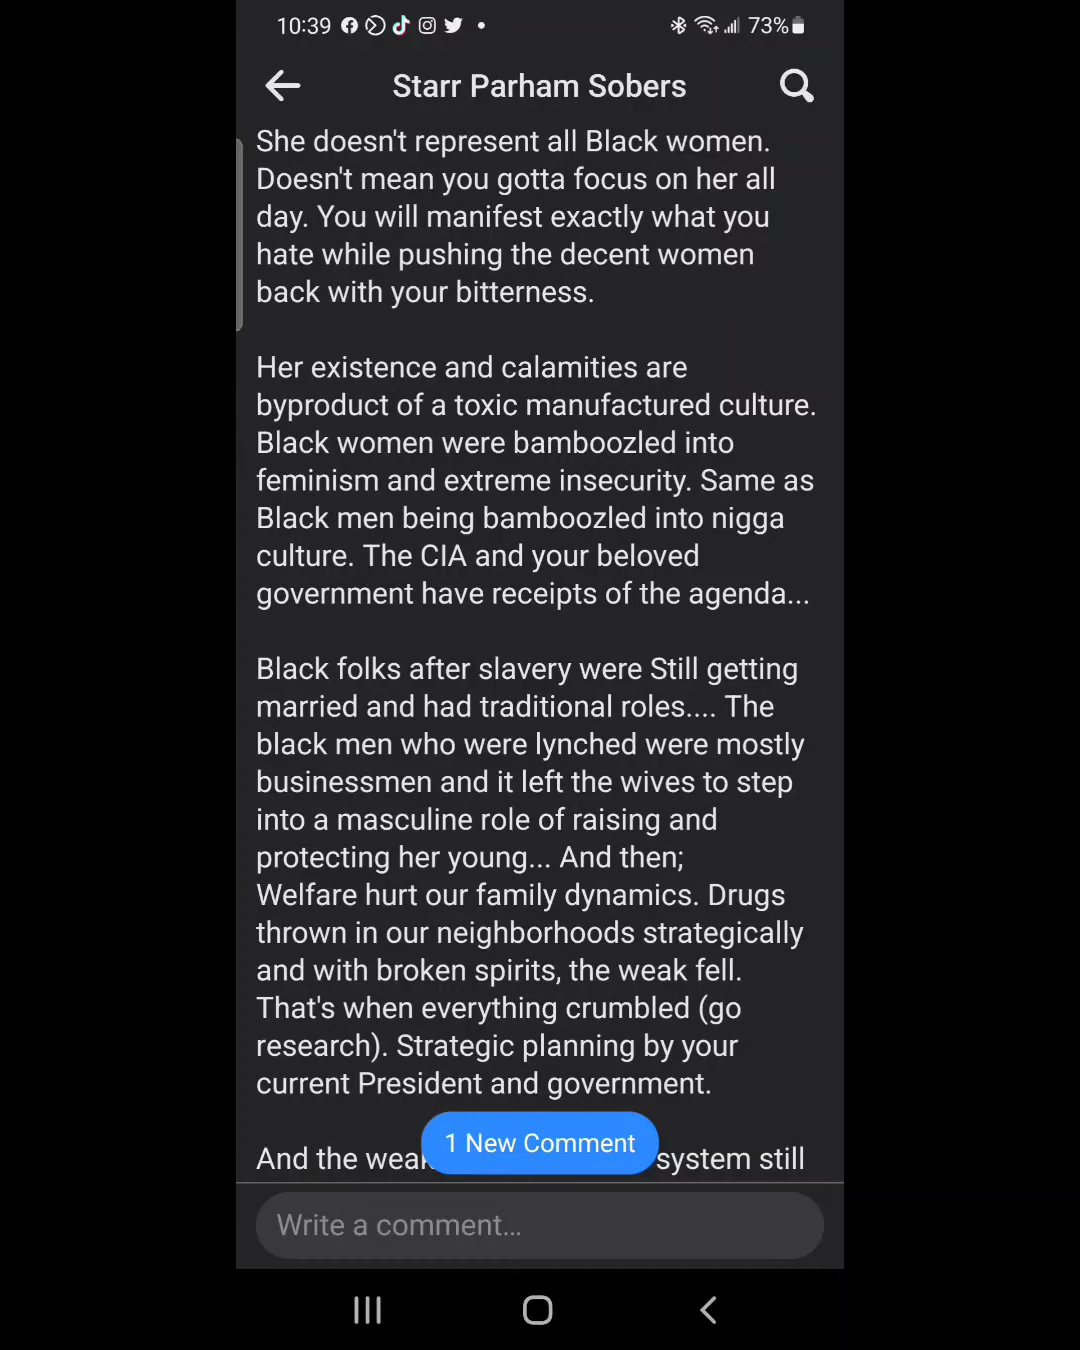 10:39
73%
Starr Parham Sobers
She doesn't represent all Black women.
Doesn't mean you gotta focus on her all
day. You will manifest exactly what you
hate while pushing the decent women
back with your bitterness.
Her existence and calamities are
byproduct of a toxic manufactured culture.
Black women were bamboozled into
feminism and extreme insecurity. Same as
Black men being bamboozled into nigga
culture. The CIA and your beloved
government have receipts of the agenda...
Black folks after slavery were Still getting
married and had traditional roles.... The
black men who were lynched were mostly
businessmen and it left the wives to step
into a masculine role of raising and
protecting her young... And then;
Welfare hurt our family dynamics. Drugs
thrown in our neighborhoods strategically
and with broken spirits, the weak fell.
That's when everything crumbled (go
research). Strategic planning by your
current President and government.
And the weak system still
1 New Comment
Write a comment...